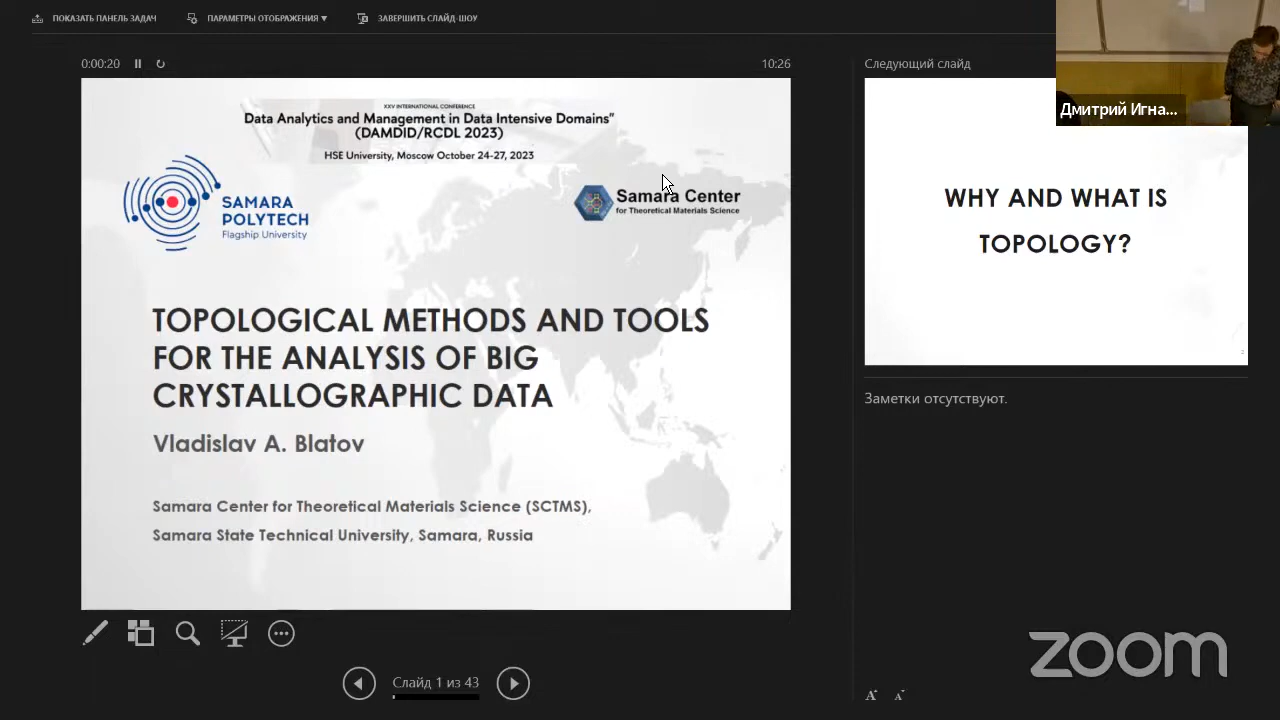 ПОКАЗАТЬ ПАНЕЛЬ ЗАДАЧ
ПАРАМЕТРЫ ОТОБРАЖЕНИЯ ▼
ЗАВЕРШИТЬ СЛАЙД-ШОУ
0:00:20
10:26
XXV INTERNATIONAL CONFERENCE
Data Analytics and Management in Data Intensive Domains”
(DAMDID/RCDL 2023)
HSE University, Moscow October 24-27, 2023
SAMARA
POLYTECH
Flagship University
Samara Center
for Theoretical Materials Science
TOPOLOGICAL METHODS AND TOOLS
FOR THE ANALYSIS OF BIG
CRYSTALLOGRAPHIC DATA
Vladislav A. Blatov
Samara Center for Theoretical Materials Science (SCTMS),
Samara State Technical University, Samara, Russia
Слайд 1 из 43
Следующий слайд
Дмитрий Игна...
WHY AND WHAT IS
TOPOLOGY?
2
Заметки отсутствуют.
zoom
A A